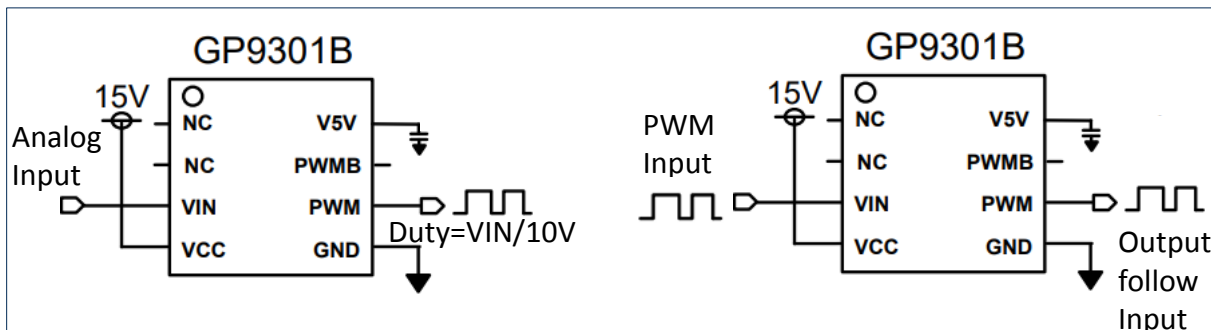 GP9301B
15V
Analog
Input
NC
V5V
NC
PWMB
VIN
PWM
Duty=VIN/10V
VCC
GND
GP9301B
15V
PWM
Input
NC
V5V
NC
PWMB
VIN
PWM
VCC
GND
Output
follow
Input